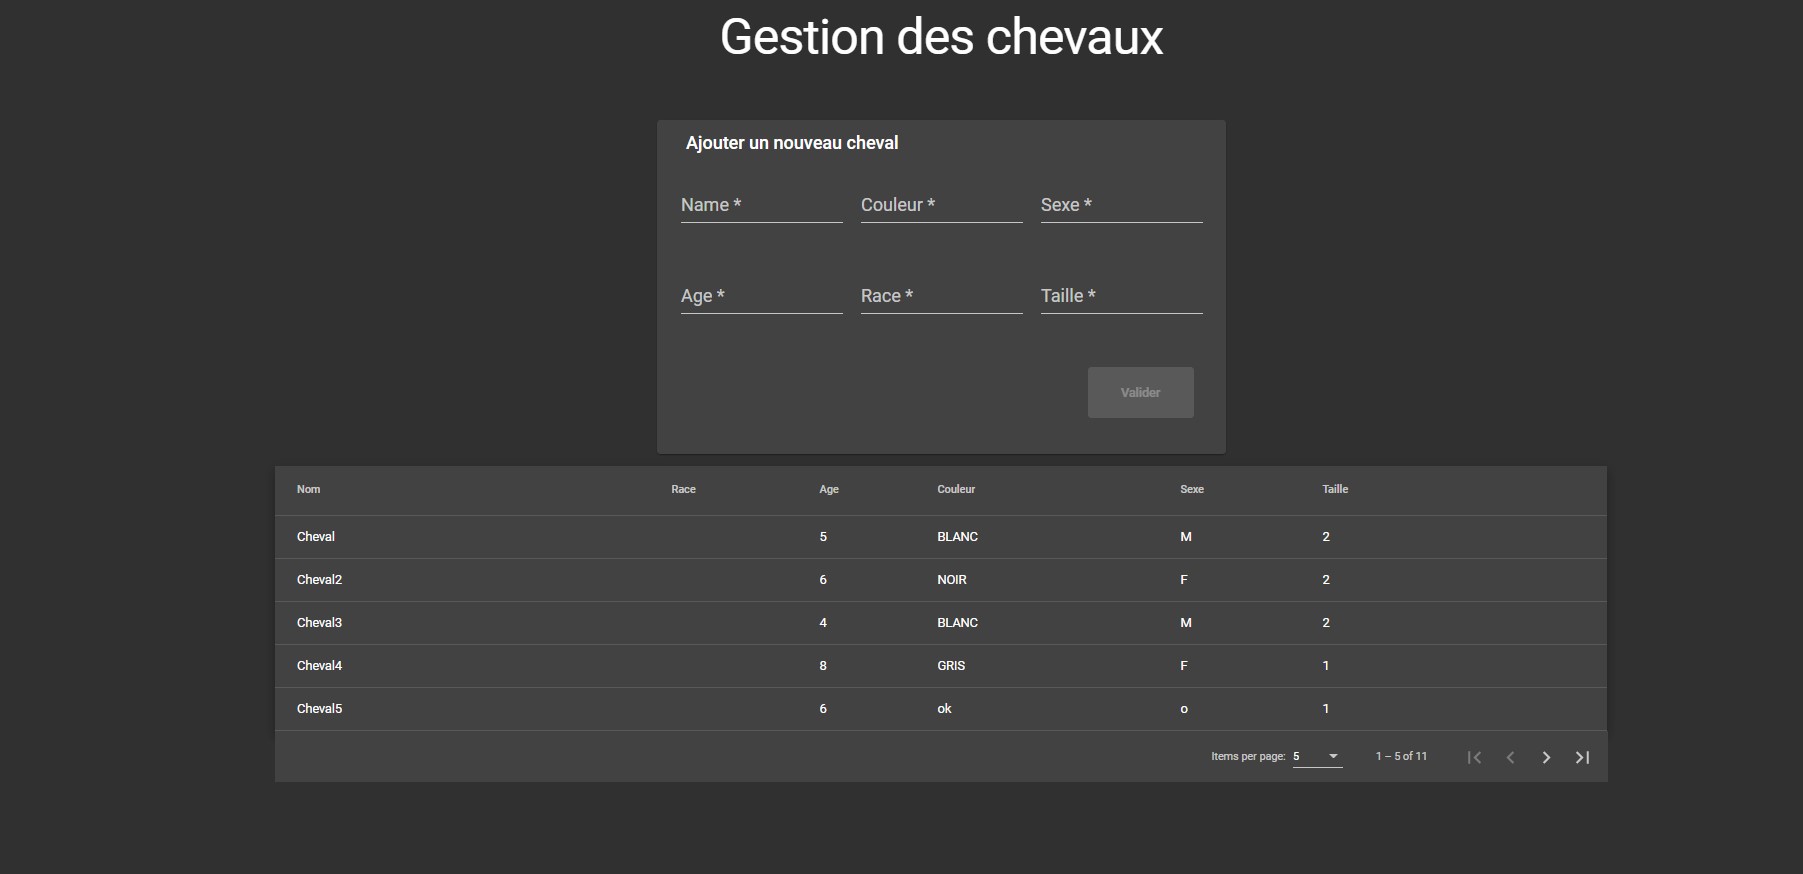 Gestion des chevaux
Ajouter un nouveau cheval
Name * Couleur * Sexe *
Age * Race * Taille *
Valider
Nom Race Age Couleur Sexe Taille
Cheval 5 BLANC M 2
Cheval2 6 NOIR F 2
Cheval3 4 BLANC M 2
Cheval4 8 GRIS F 1
Cheval5 6 ok o 1
Items per page: 5 1 – 5 of 11